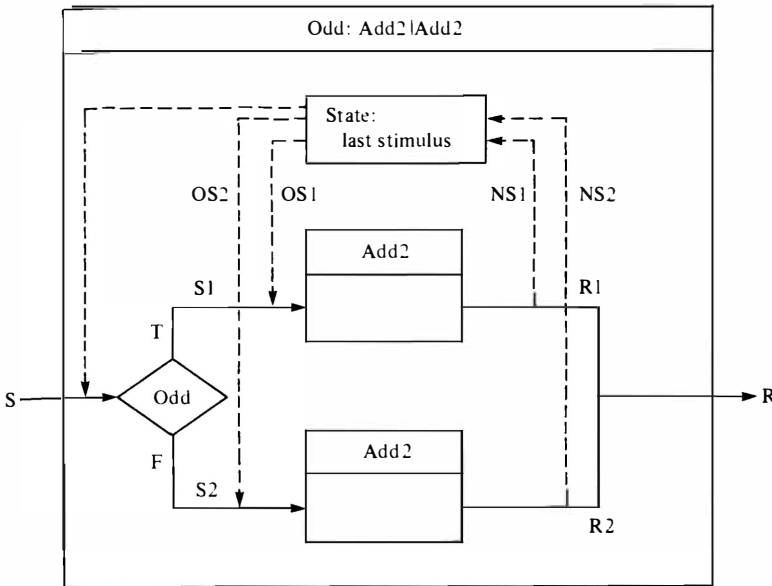 Odd: Add2|Add2
State:
last stimulus
OS2
OS1
NS1
NS2
Add2
S1
R1
T
S
Odd
R
Add2
F
S2
R2